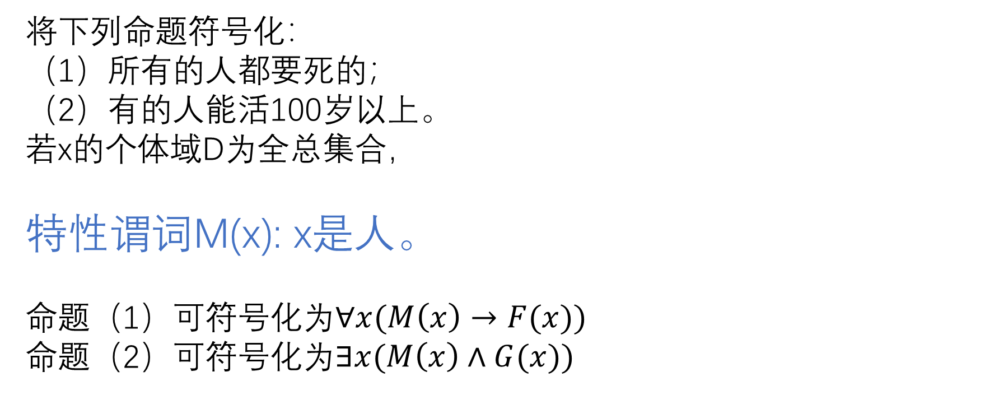 将下列命题符号化:
（1）所有的人都要死的;
（2）有的人能活100岁以上。
若x的个体域D为全总集合,
特性谓词M(x): x是人。
命题（1）可符号化为∀x(M(x) → F(x))
命题（2）可符号化为∃x(M(x) ∧ G(x))